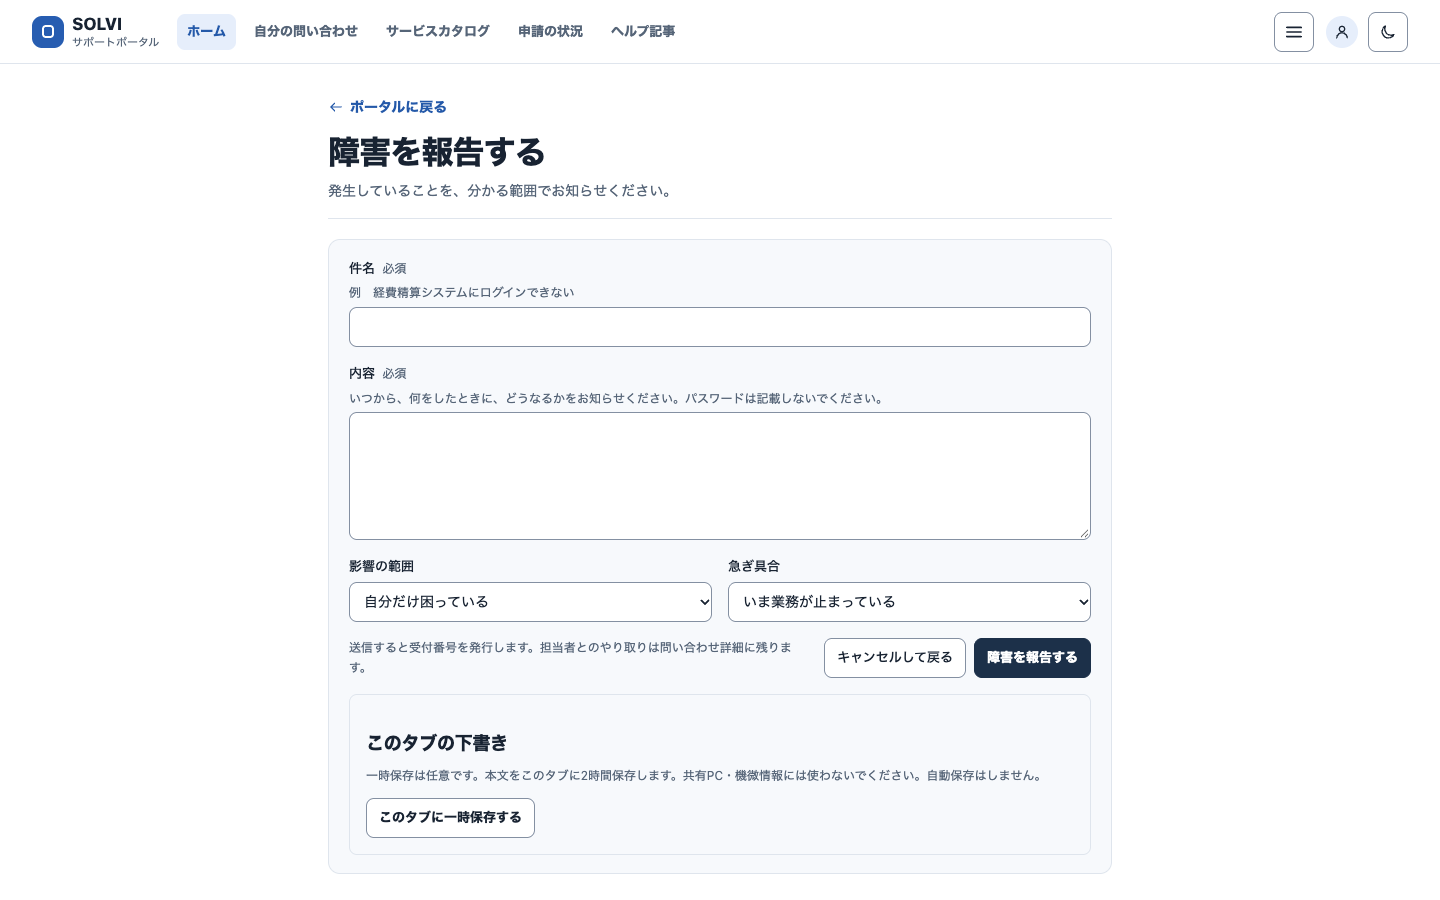 SOLVI
サポートポータル
ホーム
自分の問い合わせ
サービスカタログ
申請の状況
ヘルプ記事
← ポータルに戻る
障害を報告する
発生していることを、分かる範囲でお知らせください。
件名 必須
例　経費精算システムにログインできない
内容 必須
いつから、何をしたときに、どうなるかをお知らせください。パスワードは記載しないでください。
影響の範囲
急ぎ具合
自分だけ困っている
いま業務が止まっている
送信すると受付番号を発行します。担当者とのやり取りは問い合わせ詳細に残りま
す。
キャンセルして戻る
障害を報告する
このタブの下書き
一時保存は任意です。本文をこのタブに2時間保存します。共有PC・機微情報には使わないでください。自動保存はしません。
このタブに一時保存する